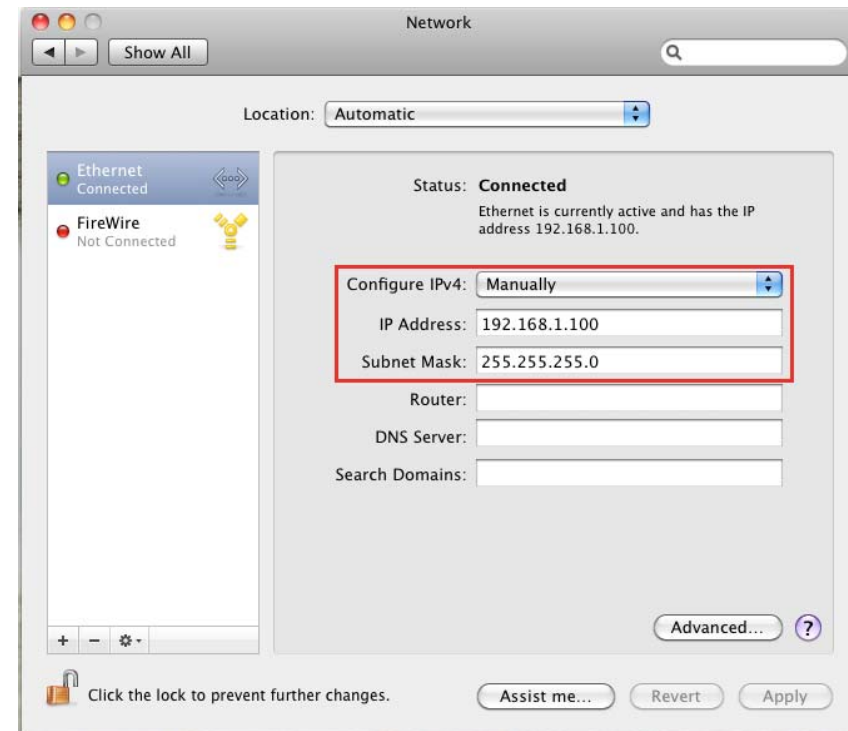 Network
Show All
Location: Automatic
Ethernet
Connected
FireWire
Not Connected
Status: Connected
Ethernet is currently active and has the IP
address 192.168.1.100.
Configure IPv4: Manually
IP Address: 192.168.1.100
Subnet Mask: 255.255.255.0
Router:
DNS Server:
Search Domains:
Advanced... ?
Click the lock to prevent further changes.
Assist me... Revert Apply